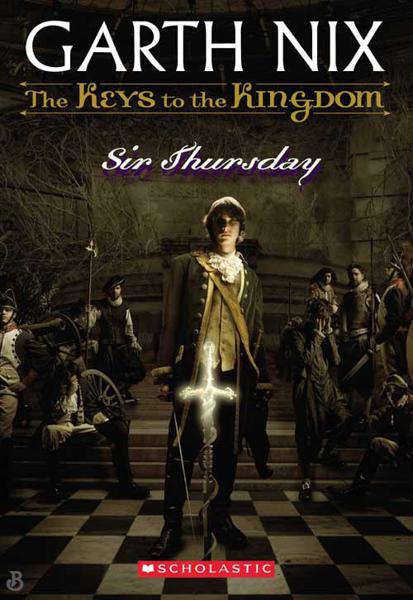 GARTH NIX
The KEYS to the KINGDOM
Sir Thursday
SCHOLASTIC
B